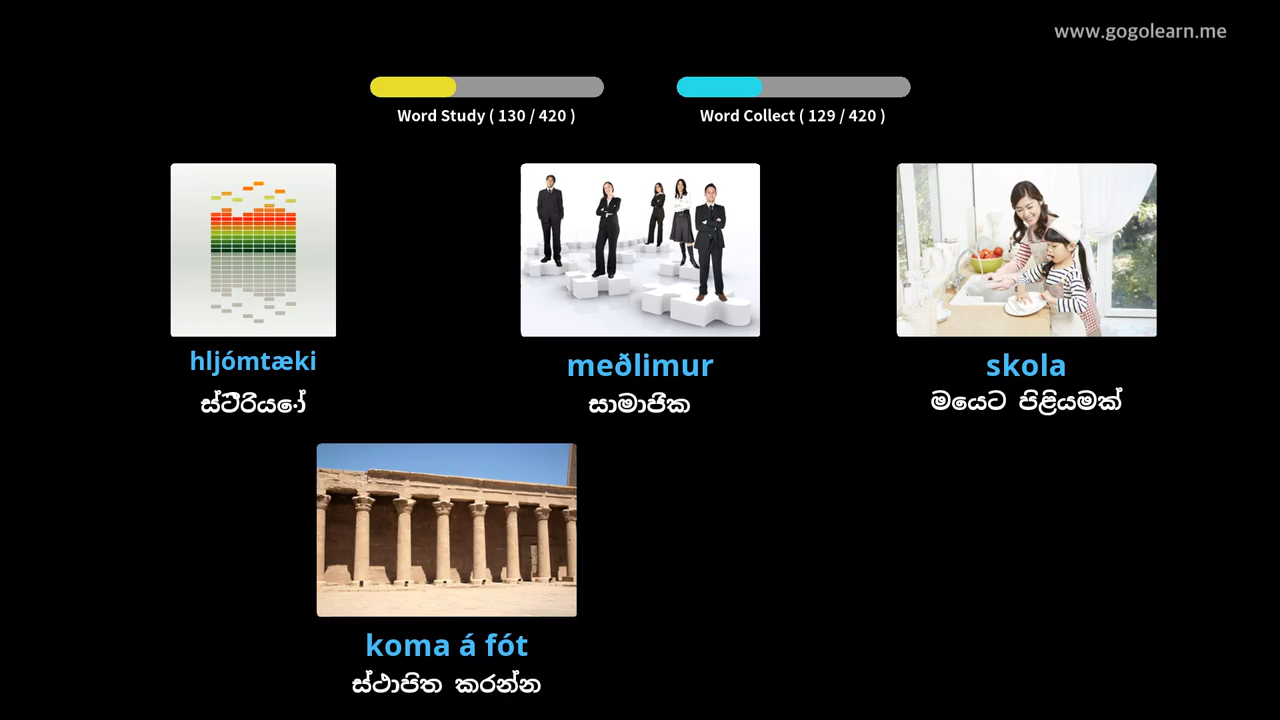 www.gogolearn.me
Word Study ( 130 / 420 )
Word Collect ( 129 / 420 )
hljómtæki
meðlimur
skola
ස්ටීරියෝ
සාමාජික
මයෙට පිළියමක්
koma á fót
ස්ථාපිත කරන්න